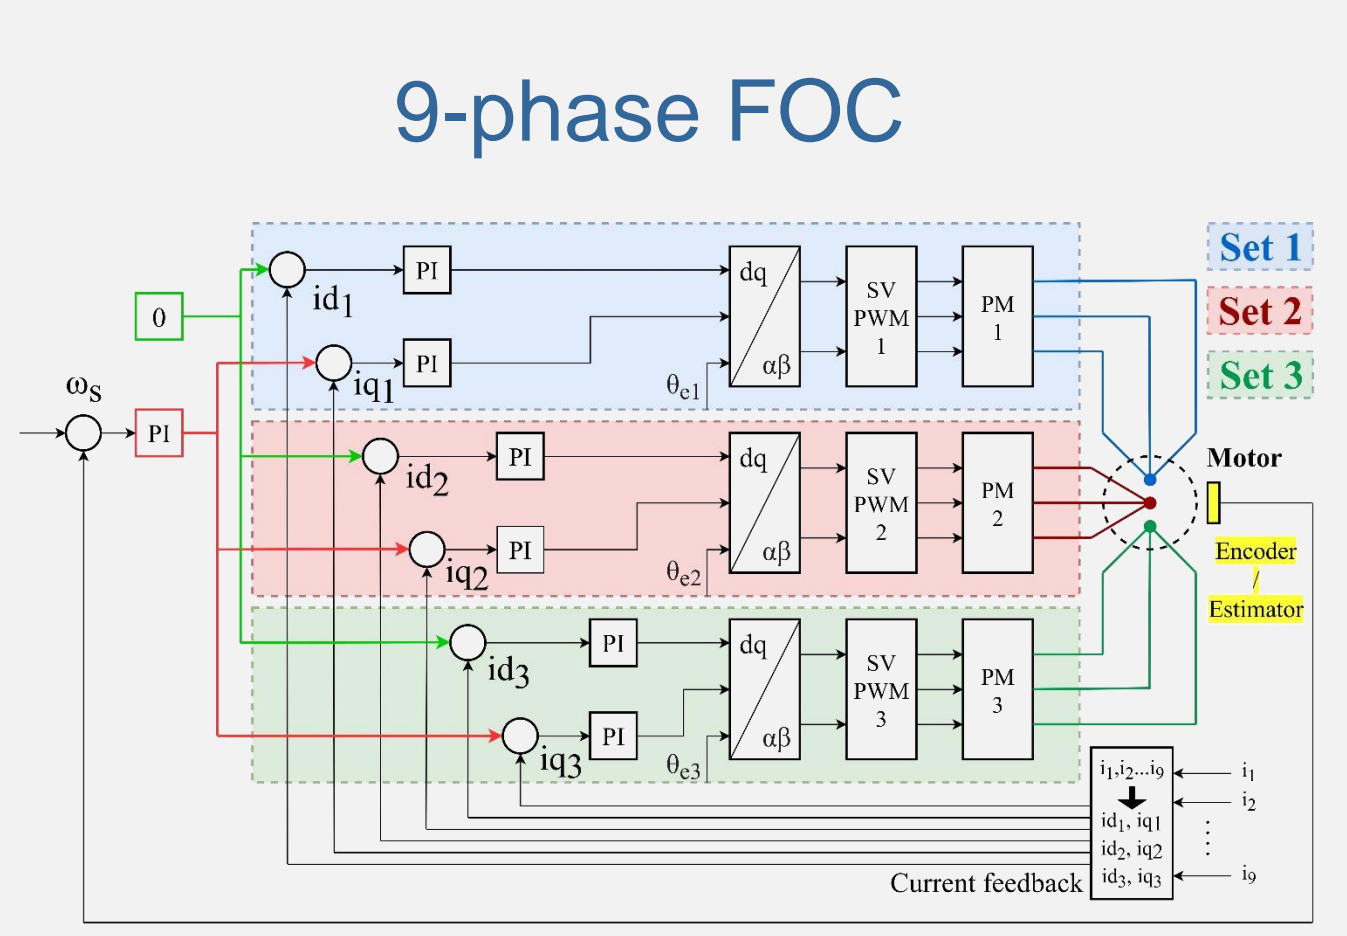 9-phase FOC
Set 1
Set 2
Set 3
0
ωS
PI
id1
PI
iq1
PI
θe1
dq
αβ
SV
PWM
1
PM
1
id2
PI
iq2
PI
θe2
dq
αβ
SV
PWM
2
PM
2
id3
PI
iq3
PI
θe3
dq
αβ
SV
PWM
3
PM
3
Motor
Encoder
/
Estimator
i1,i2...i9
id1, iq1
id2, iq2
id3, iq3
i1
i2
⋮
i9
Current feedback